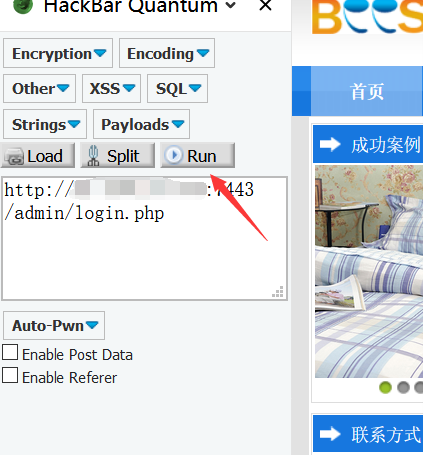 HackBar Quantum
BEES
Encryption Encoding
首页
Other XSS SQL
Strings Payloads
成功案例
Load Split Run
http:// :7443
/admin/login.php
Auto-Pwn
Enable Post Data
Enable Referer
联系方式